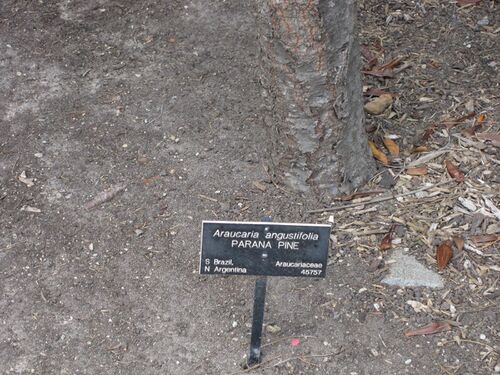 Araucaria angustifolia
PARANA PINE
S Brazil, Araucariaceae
N Argentina 45757